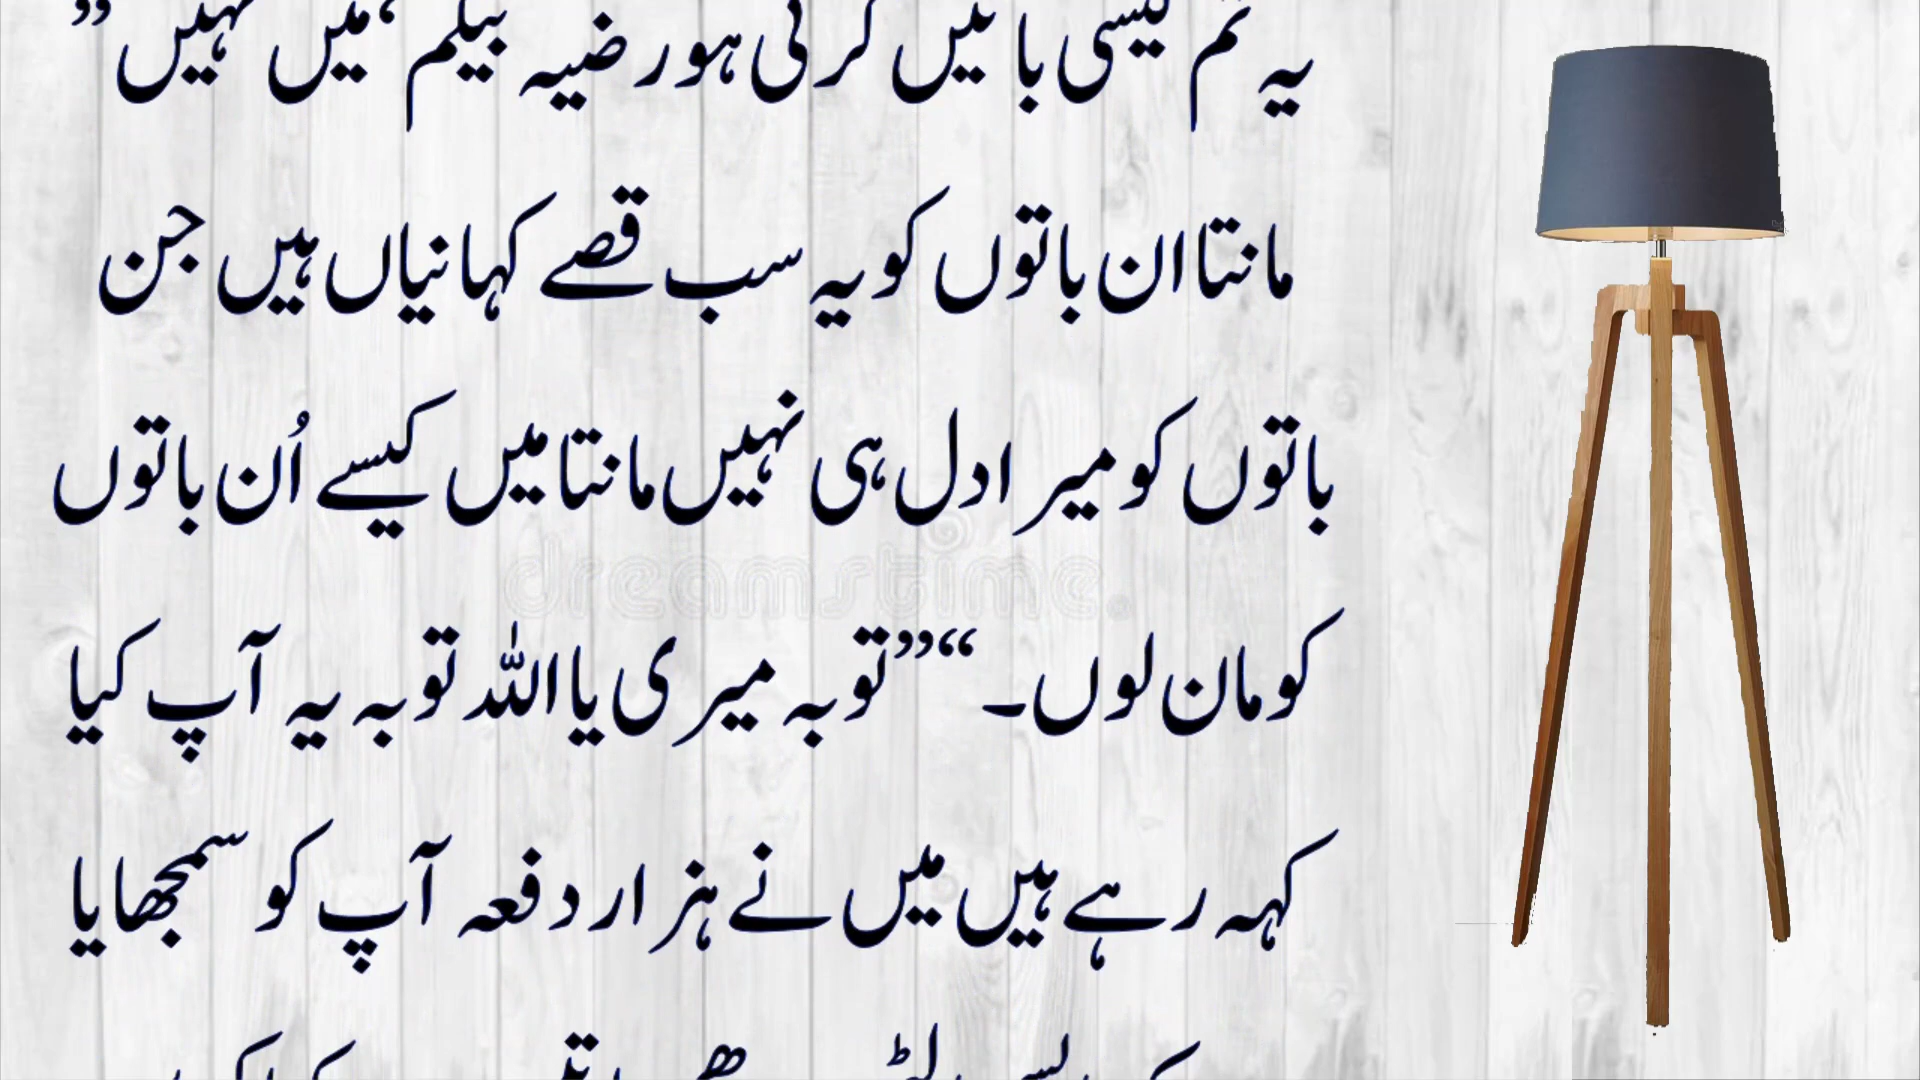 یہ تم کیسی باتیں کرتی ہو رضیہ بیگم ‘میں نہیں”
مانتا ان باتوں کو یہ سب قصے کہانیاں ہیں جن
باتوں کو میرا دل ہی نہیں مانتا میں کیسے اُن باتوں
dreamstime.
کو مان لوں۔“”توبہ میری یا اللہ توبہ یہ آپ کیا
کہہ رہے ہیں میں نے ہزار دفعہ آپ کو سمجھایا